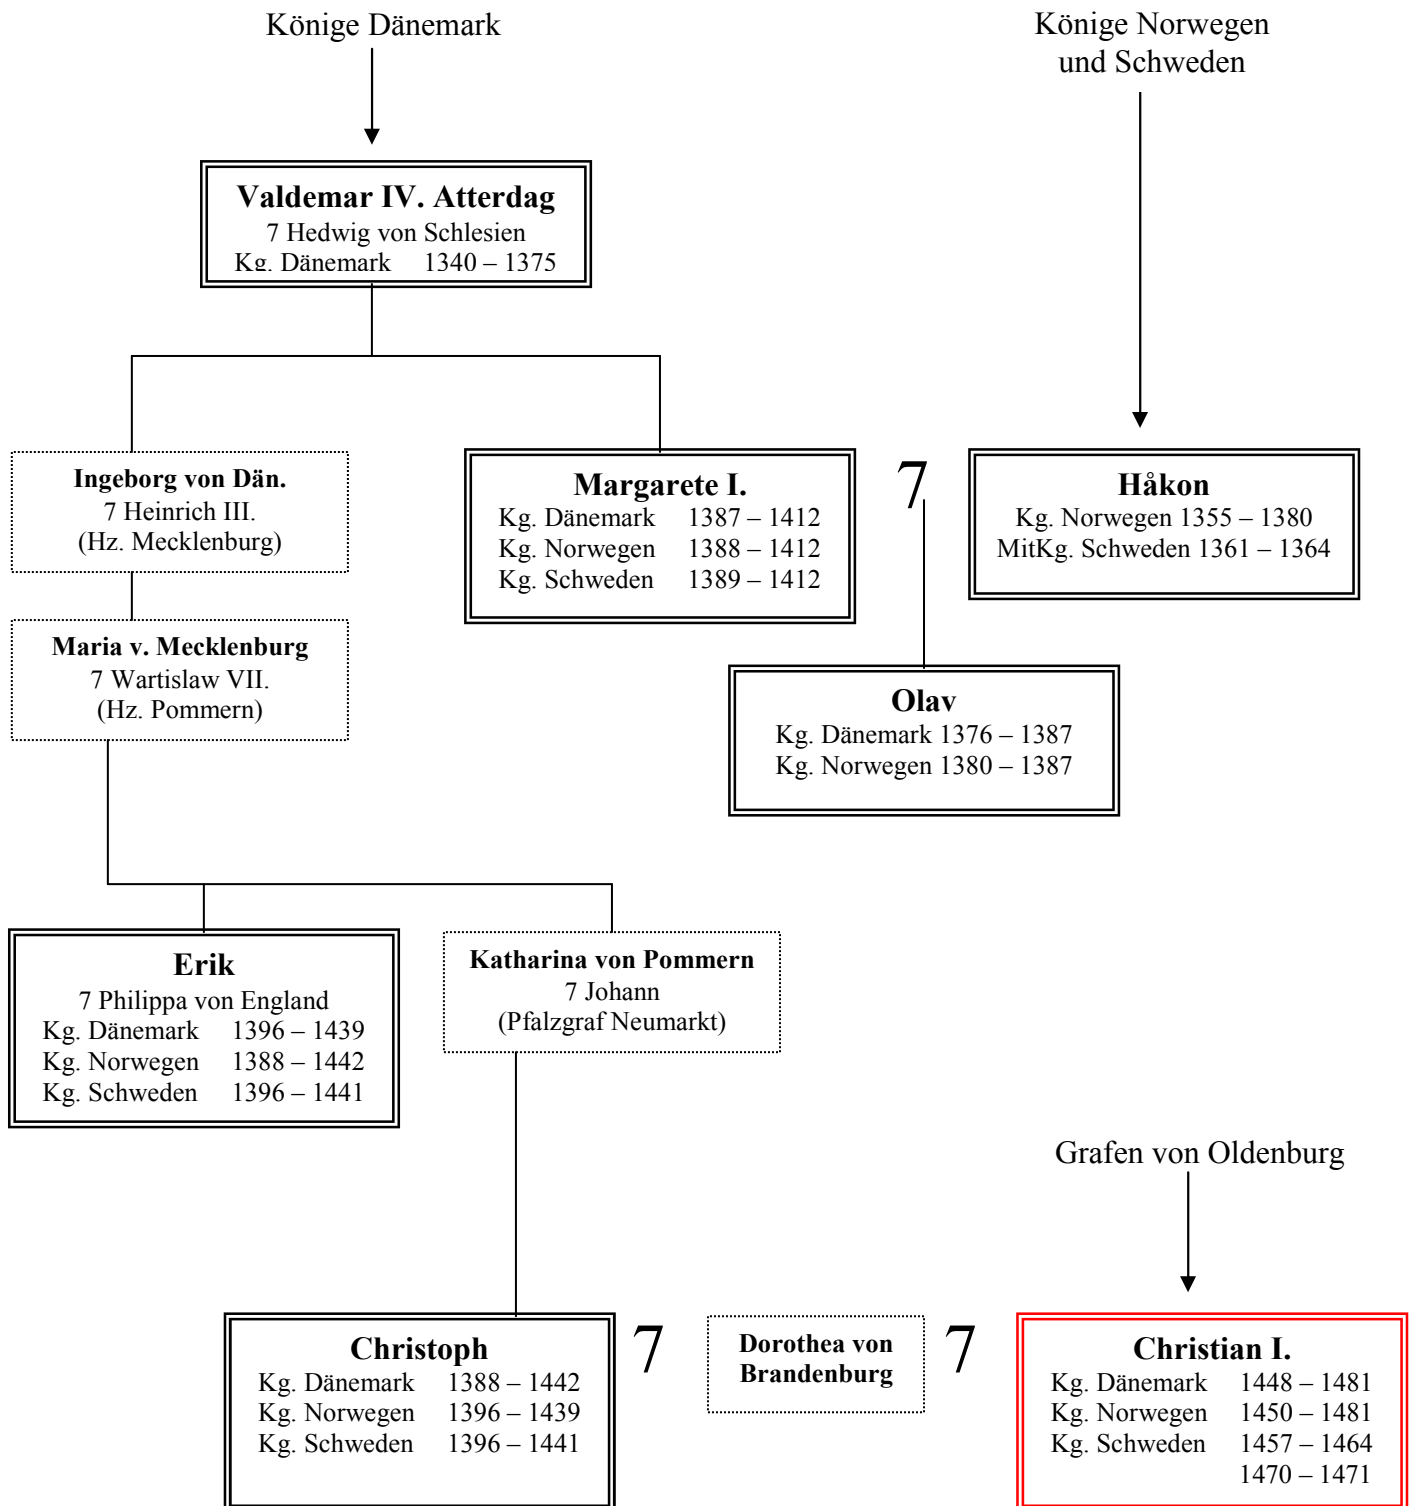 Könige Dänemark
Könige Norwegen
und Schweden
Valdemar IV. Atterdag
7 Hedwig von Schlesien
Kg. Dänemark 1340 – 1375
Ingeborg von Dän.
7 Heinrich III.
(Hz. Mecklenburg)
Margarete I.
Kg. Dänemark 1387 – 1412
Kg. Norwegen 1388 – 1412
Kg. Schweden 1389 – 1412
7
Håkon
Kg. Norwegen 1355 – 1380
MitKg. Schweden 1361 – 1364
Maria v. Mecklenburg
7 Wartislaw VII.
(Hz. Pommern)
Olav
Kg. Dänemark 1376 – 1387
Kg. Norwegen 1380 – 1387
Erik
7 Philippa von England
Kg. Dänemark 1396 – 1439
Kg. Norwegen 1388 – 1442
Kg. Schweden 1396 – 1441
Katharina von Pommern
7 Johann
(Pfalzgraf Neumarkt)
Grafen von Oldenburg
Christoph
Kg. Dänemark 1388 – 1442
Kg. Norwegen 1396 – 1439
Kg. Schweden 1396 – 1441
7
Dorothea von
Brandenburg
7
Christian I.
Kg. Dänemark 1448 – 1481
Kg. Norwegen 1450 – 1481
Kg. Schweden 1457 – 1464
1470 – 1471